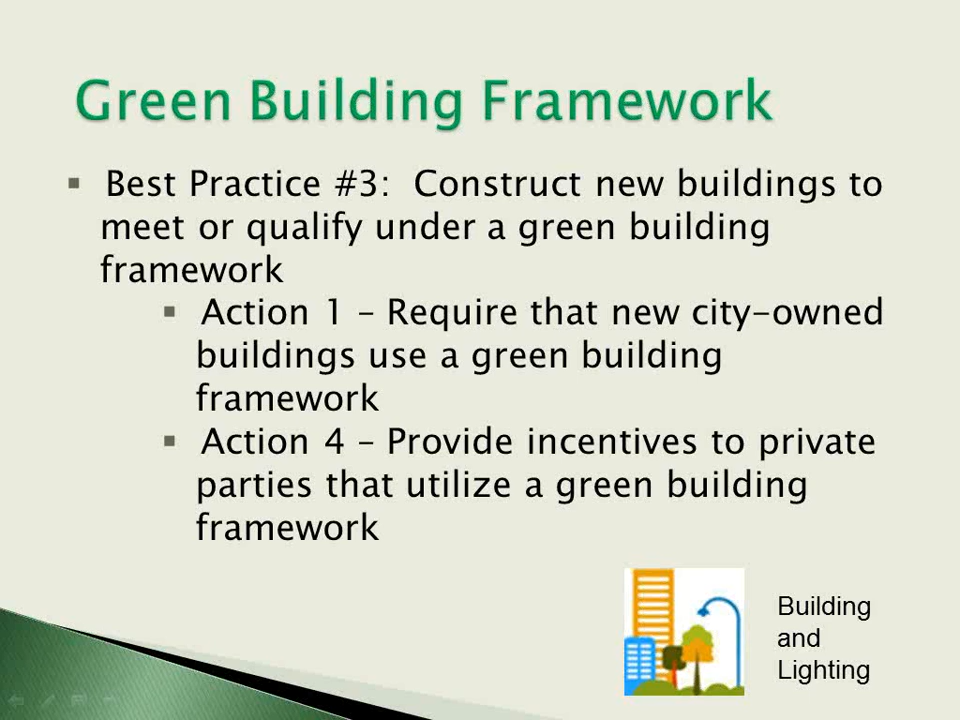 Green Building Framework
▪ Best Practice #3: Construct new buildings to
meet or qualify under a green building
framework
▪ Action 1 – Require that new city-owned
buildings use a green building
framework
▪ Action 4 – Provide incentives to private
parties that utilize a green building
framework
Building
and
Lighting